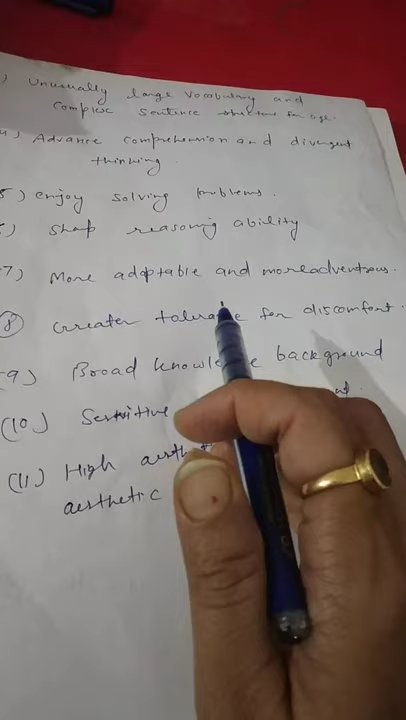 ) Unusually large vocabulary and
complex sentence structure for age.
4) Advance comprehension and divergent
thinking.
5) enjoy solving problems.
) Sharp reasoning ability
7) More adaptable and more adventrous.
(8) Greater tolerance for discomfort.
9) Broad knowledge background
(10) Sensitive
(11) High
aesthetic